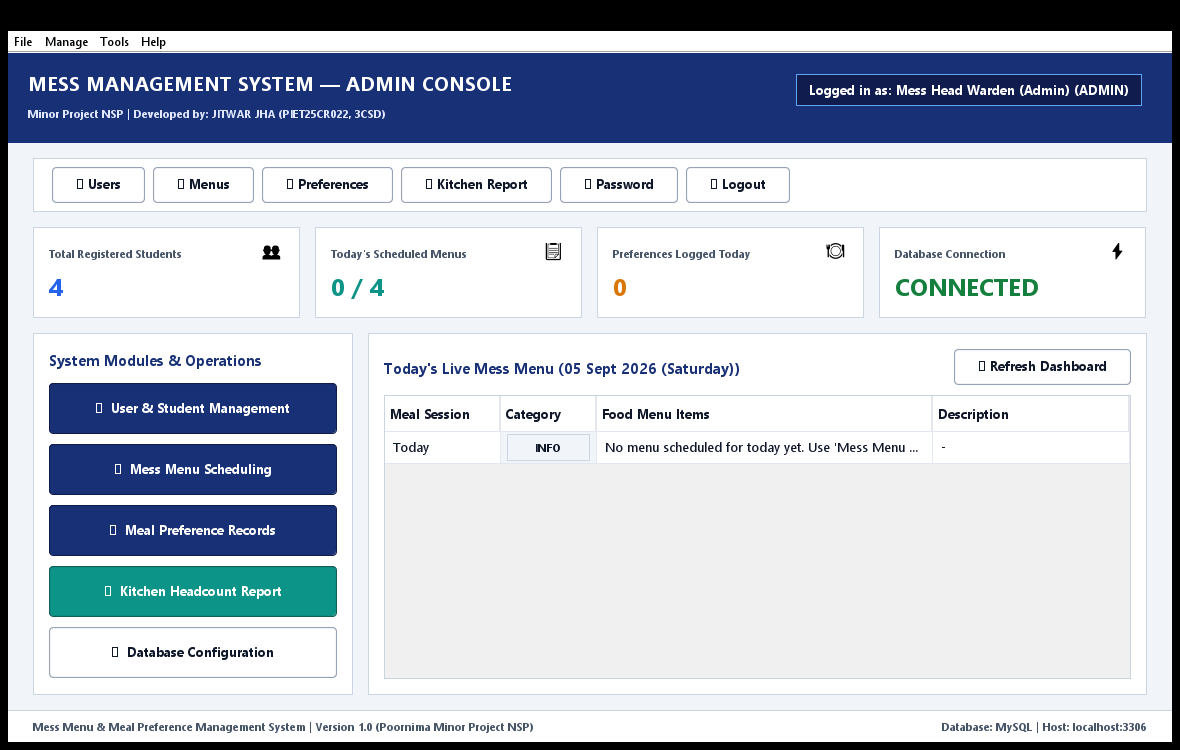 File Manage Tools Help
MESS MANAGEMENT SYSTEM — ADMIN CONSOLE
Logged in as: Mess Head Warden (Admin) (ADMIN)
Minor Project NSP | Developed by: JITWAR JHA (PIET25CR022, 3CSD)
Users Menus Preferences Kitchen Report Password Logout
Total Registered Students
4
Today's Scheduled Menus
0 / 4
Preferences Logged Today
0
Database Connection
CONNECTED
System Modules & Operations
User & Student Management
Mess Menu Scheduling
Meal Preference Records
Kitchen Headcount Report
Database Configuration
Today's Live Mess Menu (05 Sept 2026 (Saturday))
Refresh Dashboard
Meal Session Category Food Menu Items Description
Today INFO No menu scheduled for today yet. Use 'Mess Menu ... -
Mess Menu & Meal Preference Management System | Version 1.0 (Poornima Minor Project NSP)
Database: MySQL | Host: localhost:3306